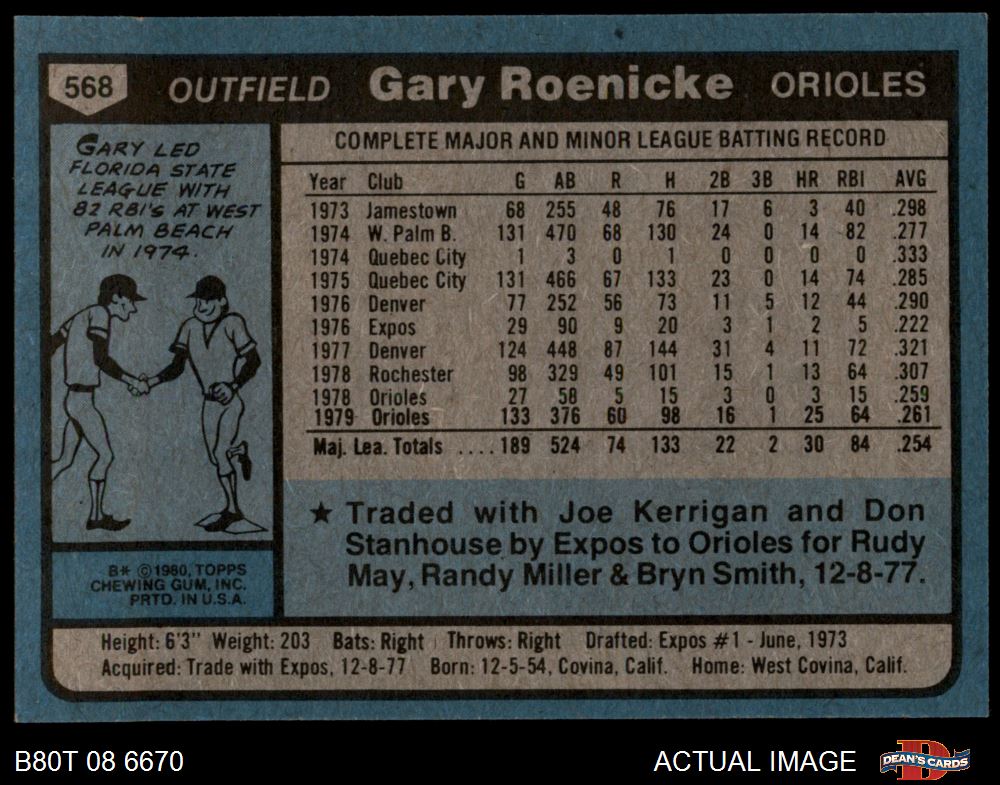 568 OUTFIELD Gary Roenicke ORIOLES
GARY LED
FLORIDA STATE
LEAGUE WITH
82 RBI'S AT WEST
PALM BEACH
IN 1974.
B* © 1980, TOPPS
CHEWING GUM, INC.
PRTD. IN U.S.A.
COMPLETE MAJOR AND MINOR LEAGUE BATTING RECORD
Year Club G AB R H 2B 3B HR RBI AVG
1973 Jamestown 68 255 48 76 17 6 3 40 .298
1974 W. Palm B. 131 470 68 130 24 0 14 82 .277
1974 Quebec City 1 3 0 1 0 0 0 0 .333
1975 Quebec City 131 466 67 133 23 0 14 74 .285
1976 Denver 77 252 56 73 11 5 12 44 .290
1976 Expos 29 90 9 20 3 1 2 5 .222
1977 Denver 124 448 87 144 31 4 11 72 .321
1978 Rochester 98 329 49 101 15 1 13 64 .307
1978 Orioles 27 58 5 15 3 0 3 15 .259
1979 Orioles 133 376 60 98 16 1 25 64 .261
Maj. Lea. Totals .... 189 524 74 133 22 2 30 84 .254
★ Traded with Joe Kerrigan and Don
Stanhouse by Expos to Orioles for Rudy
May, Randy Miller & Bryn Smith, 12-8-77.
Height: 6'3" Weight: 203 Bats: Right Throws: Right Drafted: Expos #1 - June, 1973
Acquired: Trade with Expos, 12-8-77 Born: 12-5-54, Covina, Calif. Home: West Covina, Calif.
B80T 08 6670 ACTUAL IMAGE DEAN'S CARDS